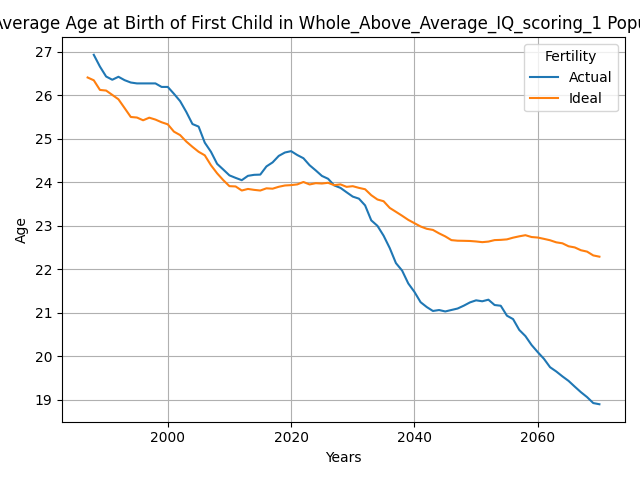 Average Age at Birth of First Child in Whole_Above_Average_IQ_scoring_1
Fertility
Actual
Ideal
27
26
25
24
23
22
21
20
19
Age
2000
2020
2040
2060
Years